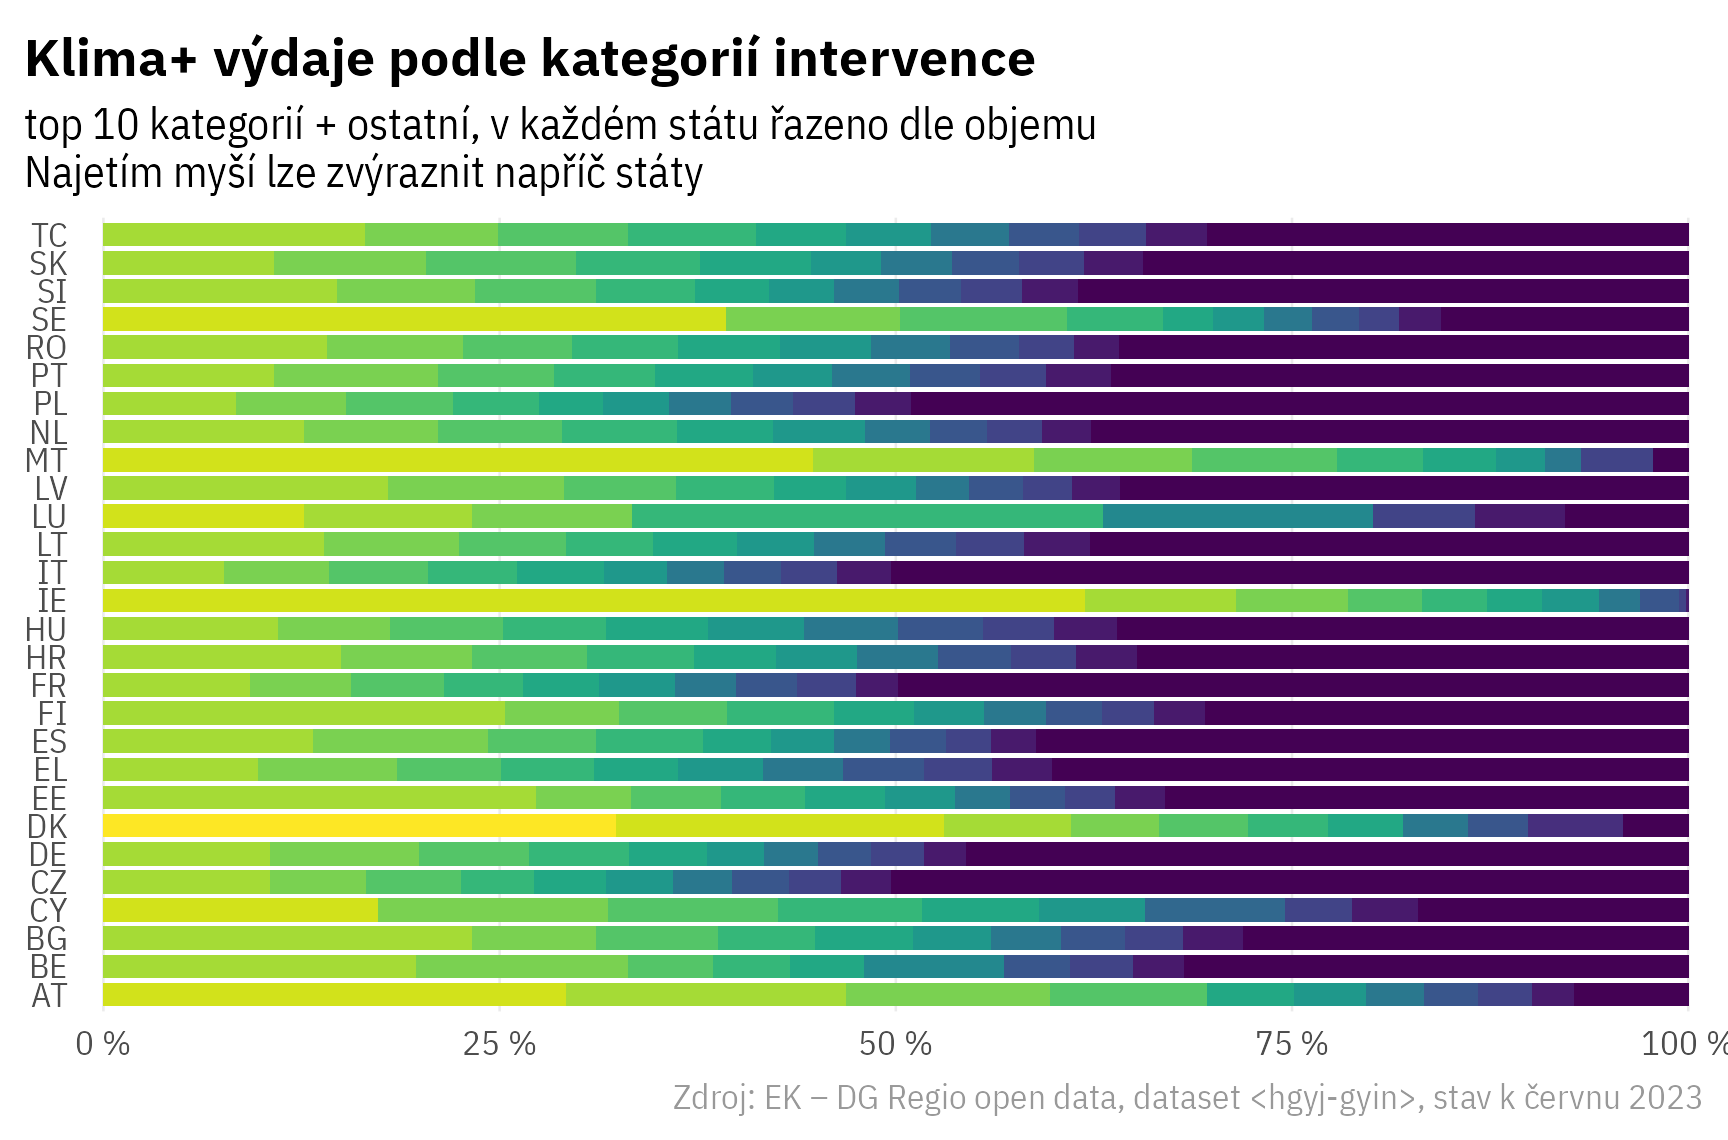 Klima+ výdaje podle kategorií intervence
top 10 kategorií + ostatní, v každém státu řazeno dle objemu
Najetím myší lze zvýraznit napříč státy
TC
SK
SI
SE
RO
PT
PL
NL
MT
LV
LU
LT
IT
IE
HU
HR
FR
FI
ES
EL
EE
DK
DE
CZ
CY
BG
BE
AT
0 % 25 % 50 % 75 % 100 %
Zdroj: EK – DG Regio open data, dataset <hgyj-gyin>, stav k červnu 2023